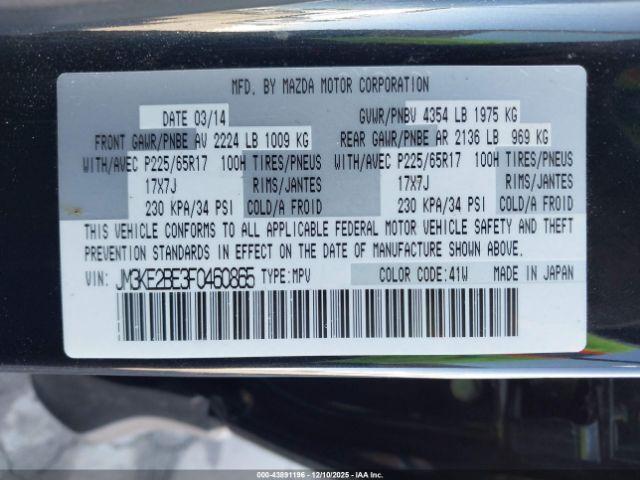 MFD. BY MAZDA MOTOR CORPORATION
DATE 03/14 GVWR/PNBV 4354 LB 1975 KG
FRONT GAWR/PNBE AV 2224 LB 1009 KG REAR GAWR/PNBE AR 2136 LB 969 KG
WITH/AVEC P225/65R17 100H TIRES/PNEUS WITH/AVEC P225/65R17 100H TIRES/PNEUS
17X7J RIMS/JANTES 17X7J RIMS/JANTES
230 KPA/34 PSI COLD/A FROID 230 KPA/34 PSI COLD/A FROID
THIS VEHICLE CONFORMS TO ALL APPLICABLE FEDERAL MOTOR VEHICLE SAFETY AND THEFT
PREVENTION STANDARDS IN EFFECT ON THE DATE OF MANUFACTURE SHOWN ABOVE.
VIN: JM3KE2BE3F0460865 TYPE:MPV COLOR CODE:41W MADE IN JAPAN
000-43891196 - 12/10/2025 - IAA, Inc.